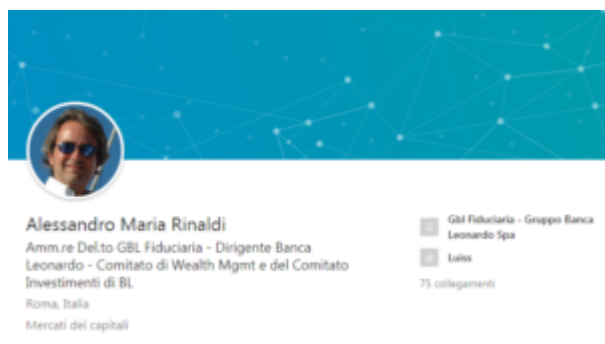 Alessandro Maria Rinaldi
Amm.re Del.to GBL Fiduciaria - Dirigente Banca
Leonardo - Comitato di Wealth Mgmt e del Comitato
Investimenti di BL
Roma, Italia
Mercati dei capitali
Gbl Fiduciaria - Gruppo Banca
Leonardo Spa
Luiss
75 collegamenti